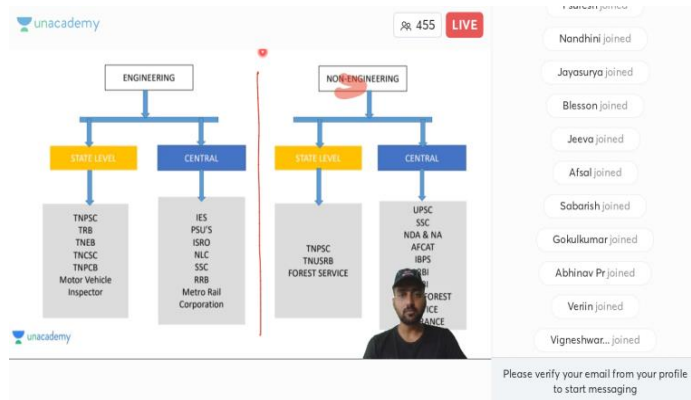 unacademy
455
LIVE
ENGINEERING
STATE LEVEL
CENTRAL
TNPSC
TRB
TNEB
TNCSC
TNPCB
Motor Vehicle
Inspector
IES
PSU'S
ISRO
NLC
SSC
RRB
Metro Rail
Corporation
NON-ENGINEERING
STATE LEVEL
CENTRAL
TNPSC
TNUSRB
FOREST SERVICE
UPSC
SSC
NDA & NA
AFCAT
IBPS
FOREST
unacademy
joined
Nandhini joined
Jayasurya joined
Blesson joined
Jeeva joined
Afsal joined
Sabarish joined
Gokulkumar joined
Abhinav Pr joined
Veriin joined
Vigneshwar... joined
Please verify your email from your profile
to start messaging